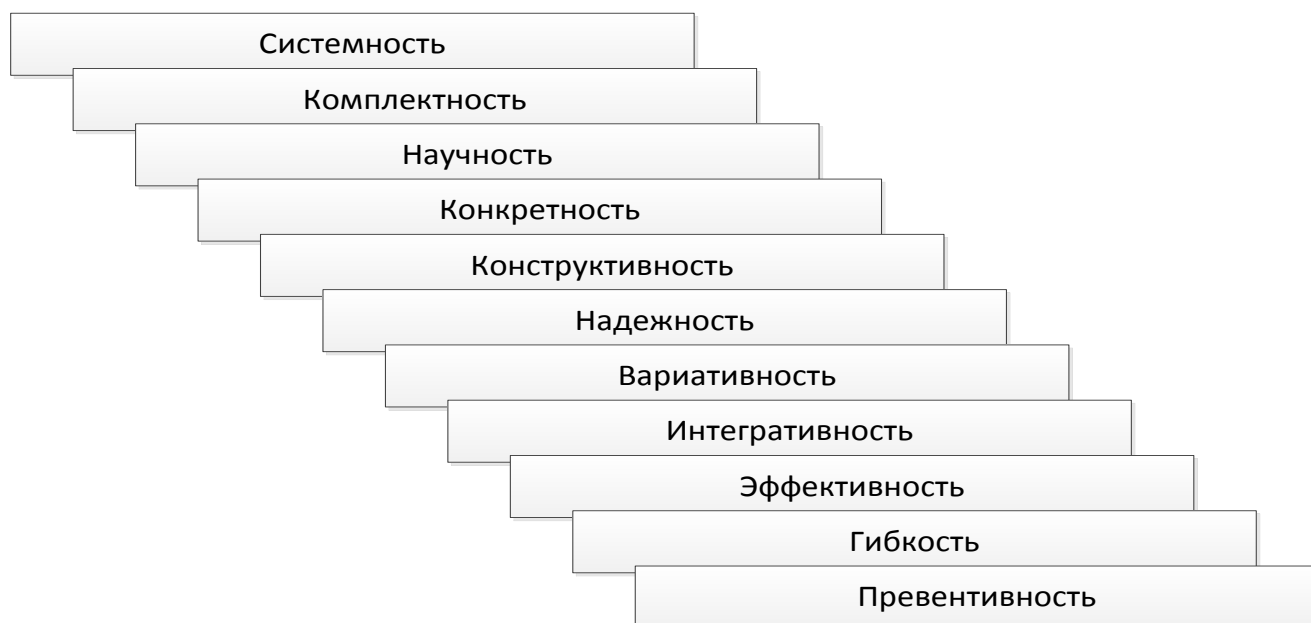 Системность
Комплектность
Научность
Конкретность
Конструктивность
Надежность
Вариативность
Интегративность
Эффективность
Гибкость
Превентивность